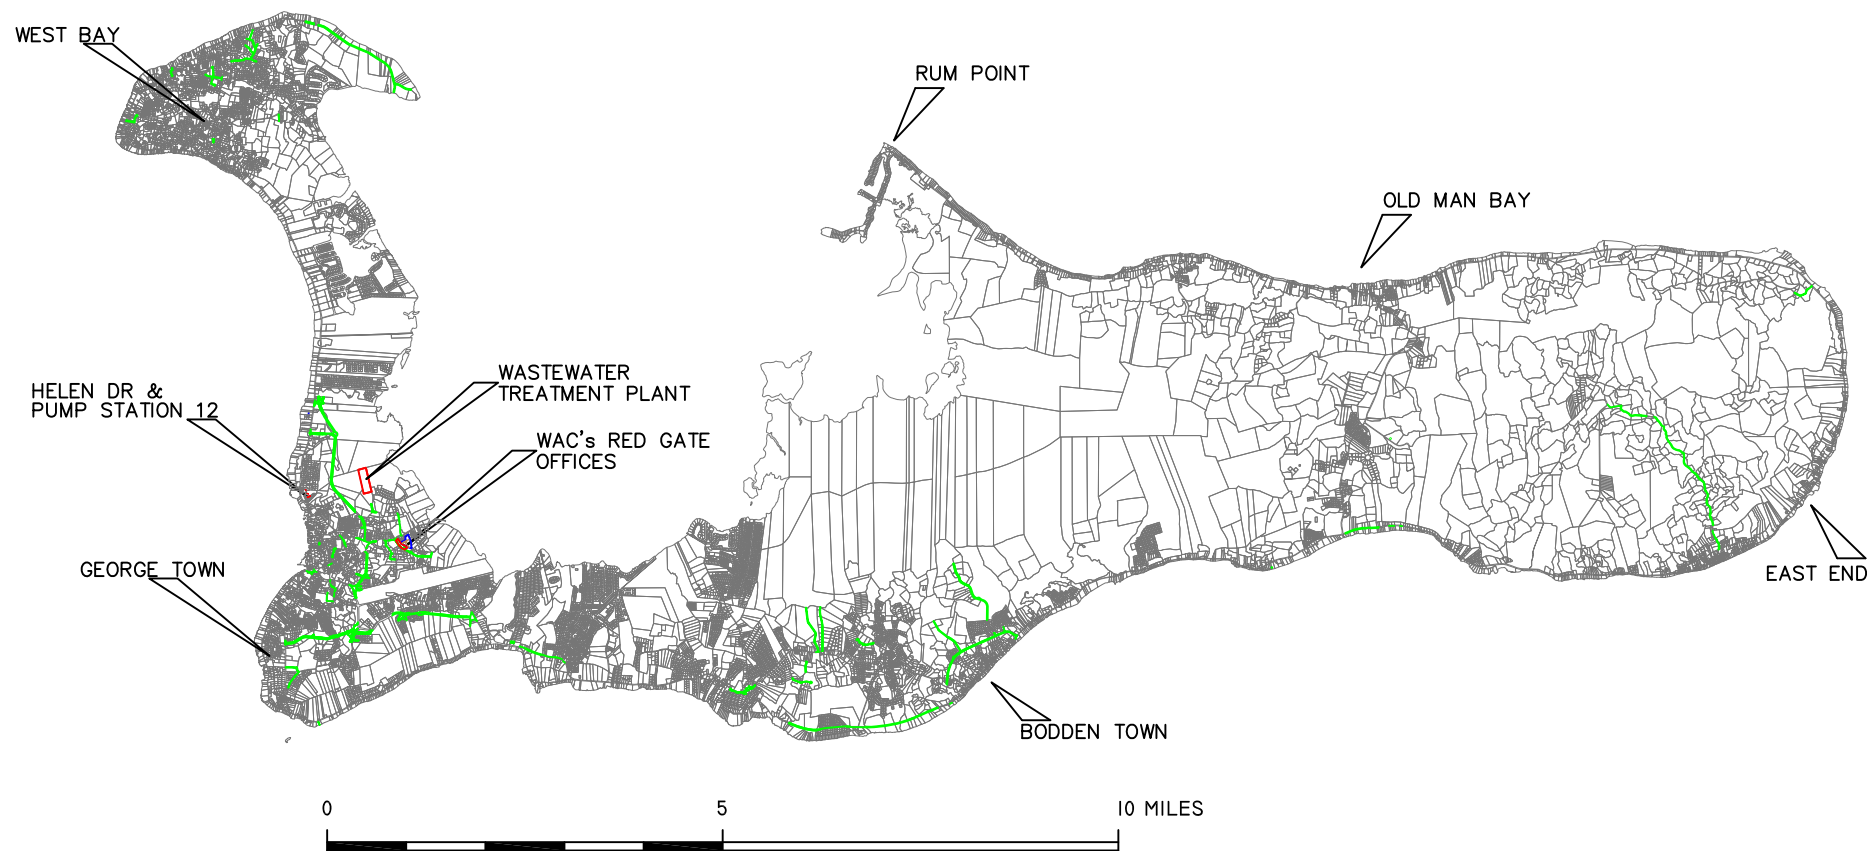 WEST BAY
RUM POINT
OLD MAN BAY
WASTEWATER
TREATMENT PLANT
HELEN DR &
PUMP STATION 12
WAC's RED GATE
OFFICES
GEORGE TOWN
EAST END
BODDEN TOWN
0 5 10 MILES